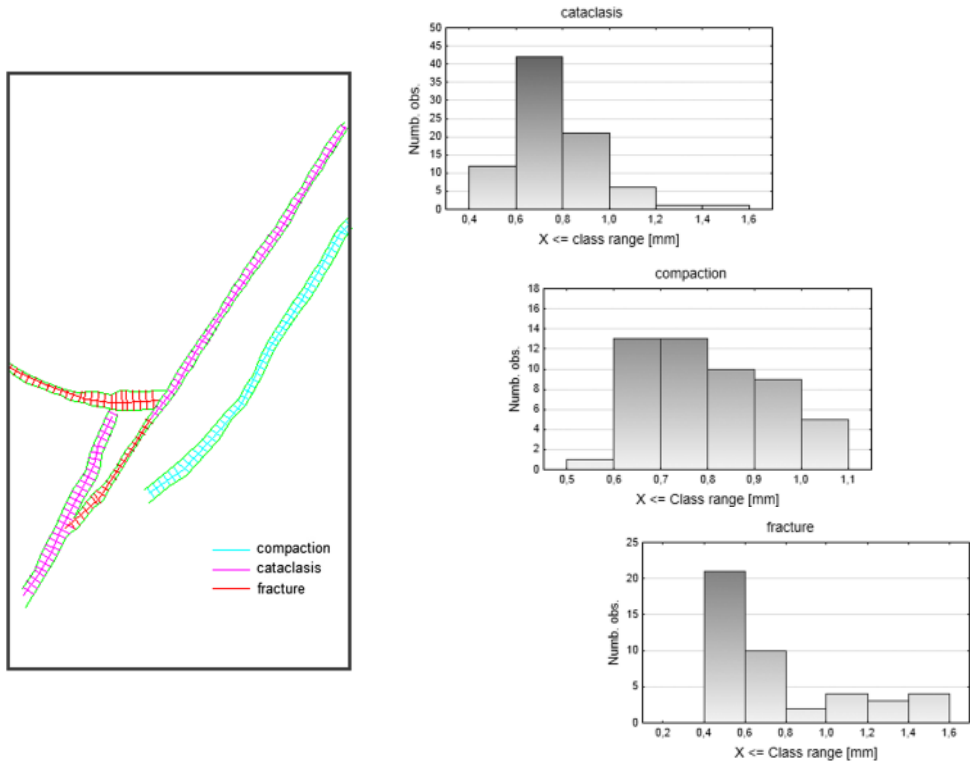 cataclasis
50
45
40
35
30
25
20
15
10
5
0
Numb. obs.
0,4 0,6 0,8 1,0 1,2 1,4 1,6
X <= class range [mm]
compaction
18
16
14
12
10
8
6
4
2
0
Numb. obs.
0,5 0,6 0,7 0,8 0,9 1,0 1,1
X <= Class range [mm]
fracture
25
20
15
10
5
0
Numb. obs.
0,2 0,4 0,6 0,8 1,0 1,2 1,4 1,6
X <= Class range [mm]
compaction
cataclasis
fracture